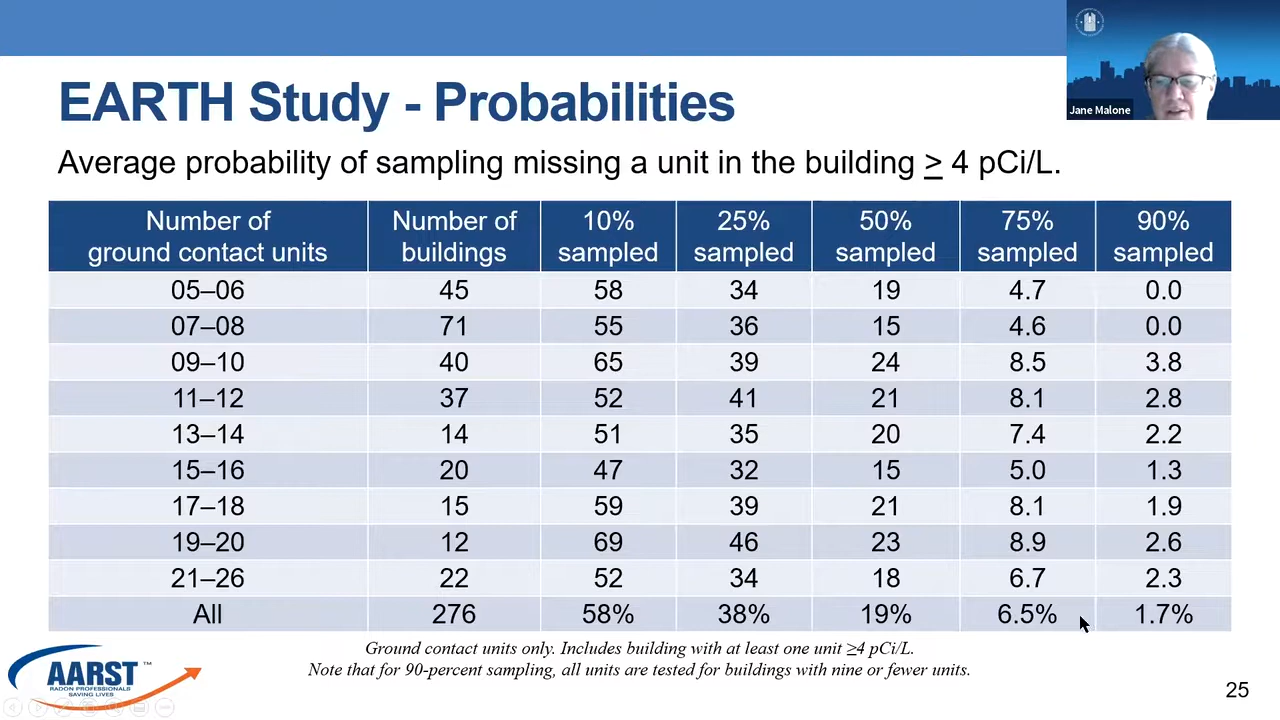 Jane Malone
EARTH Study - Probabilities
Average probability of sampling missing a unit in the building ≥ 4 pCi/L.
Number of ground contact units Number of buildings 10% sampled 25% sampled 50% sampled 75% sampled 90% sampled
05–06 45 58 34 19 4.7 0.0
07–08 71 55 36 15 4.6 0.0
09–10 40 65 39 24 8.5 3.8
11–12 37 52 41 21 8.1 2.8
13–14 14 51 35 20 7.4 2.2
15–16 20 47 32 15 5.0 1.3
17–18 15 59 39 21 8.1 1.9
19–20 12 69 46 23 8.9 2.6
21–26 22 52 34 18 6.7 2.3
All 276 58% 38% 19% 6.5% 1.7%
Ground contact units only. Includes building with at least one unit ≥4 pCi/L.
Note that for 90-percent sampling, all units are tested for buildings with nine or fewer units.
AARST™
RADON PROFESSIONALS
SAVING LIVES
25